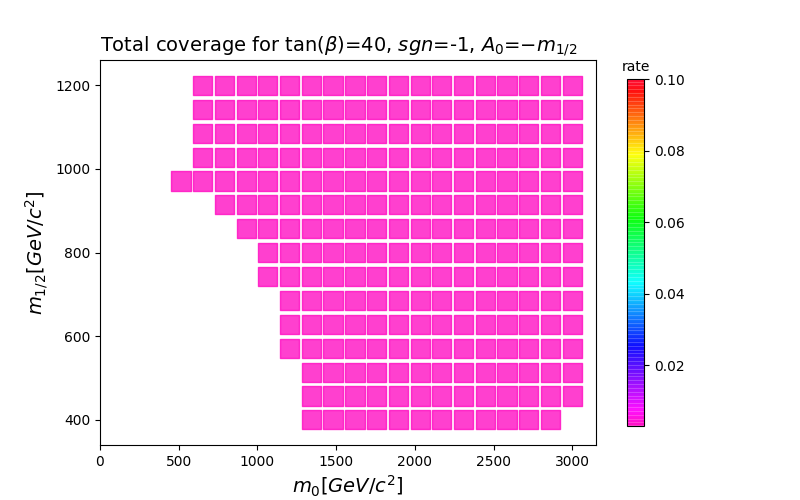 Total coverage for tan(β)=40, sgn=-1, A₀=−m₁/₂
rate
1200
1000
800
600
400
m₁/₂[GeV/c²]
0 500 1000 1500 2000 2500 3000
m₀[GeV/c²]
0.10
0.08
0.06
0.04
0.02